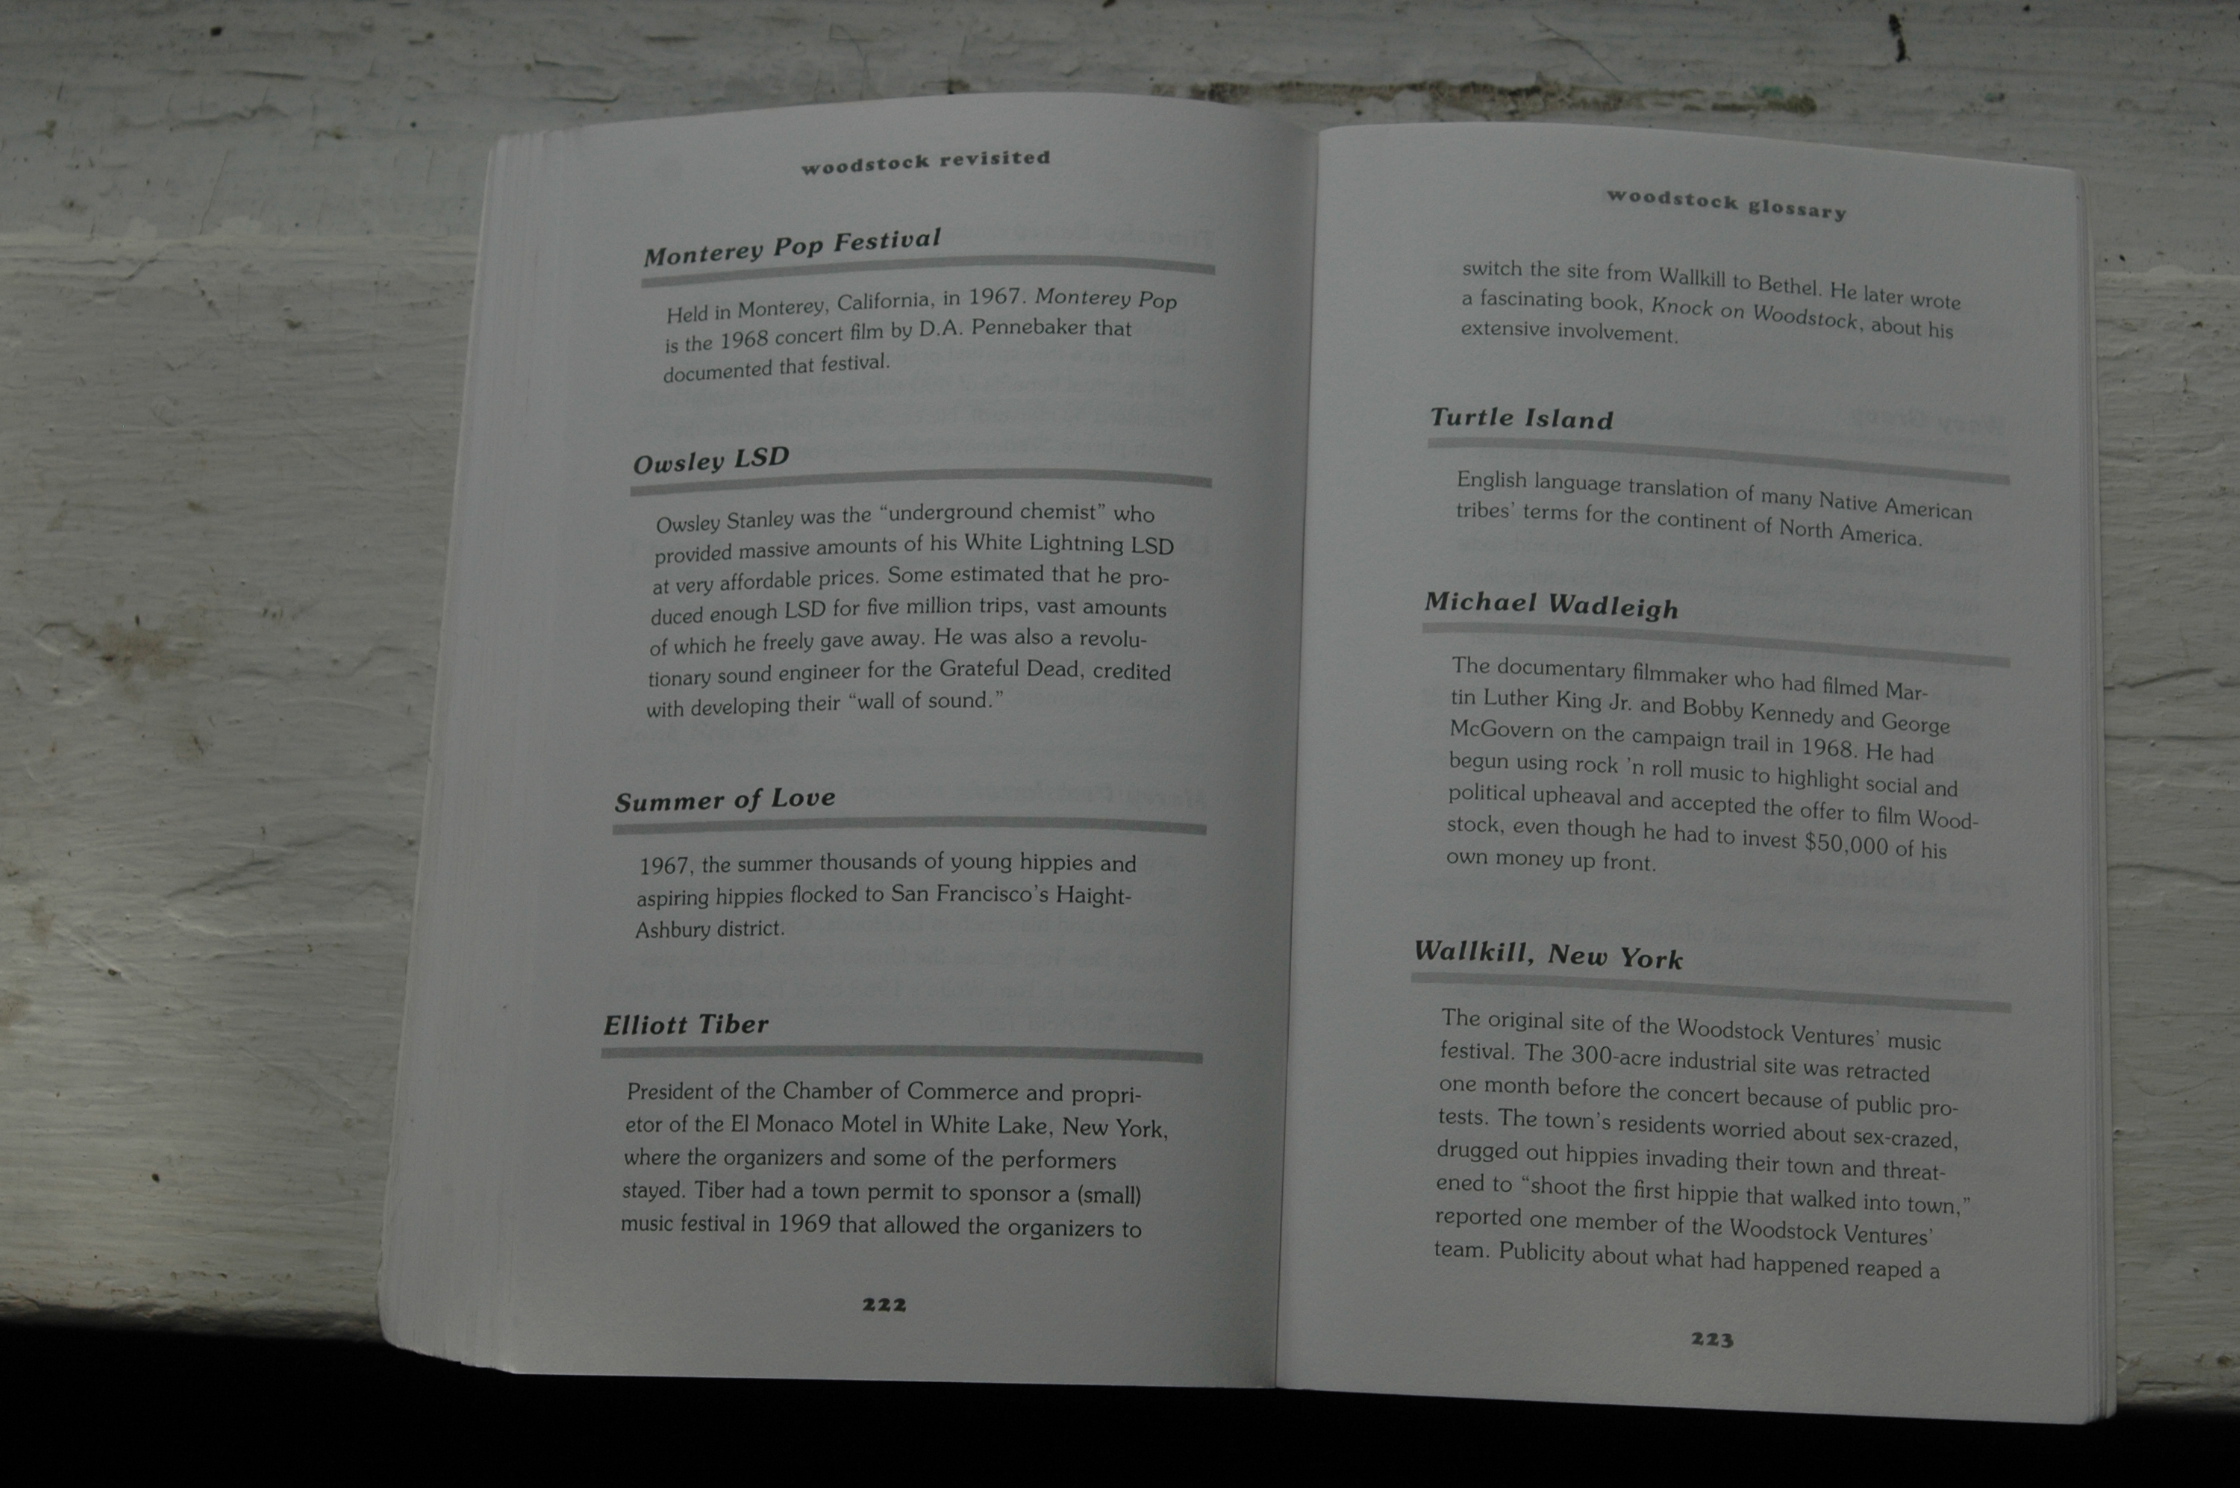 woodstock revisited
Monterey Pop Festival
Held in Monterey, California, in 1967. Monterey Pop
is the 1968 concert film by D.A. Pennebaker that
documented that festival.
Owsley LSD
Owsley Stanley was the “underground chemist” who
provided massive amounts of his White Lightning LSD
at very affordable prices. Some estimated that he pro-
duced enough LSD for five million trips, vast amounts
of which he freely gave away. He was also a revolu-
tionary sound engineer for the Grateful Dead, credited
with developing their “wall of sound.”
Summer of Love
1967, the summer thousands of young hippies and
aspiring hippies flocked to San Francisco’s Haight-
Ashbury district.
Elliott Tiber
President of the Chamber of Commerce and propri-
etor of the El Monaco Motel in White Lake, New York,
where the organizers and some of the performers
stayed. Tiber had a town permit to sponsor a (small)
music festival in 1969 that allowed the organizers to
222
woodstock glossary
switch the site from Wallkill to Bethel. He later wrote
a fascinating book, Knock on Woodstock, about his
extensive involvement.
Turtle Island
English language translation of many Native American
tribes’ terms for the continent of North America.
Michael Wadleigh
The documentary filmmaker who had filmed Mar-
tin Luther King Jr. and Bobby Kennedy and George
McGovern on the campaign trail in 1968. He had
begun using rock ’n roll music to highlight social and
political upheaval and accepted the offer to film Wood-
stock, even though he had to invest $50,000 of his
own money up front.
Wallkill, New York
The original site of the Woodstock Ventures’ music
festival. The 300-acre industrial site was retracted
one month before the concert because of public pro-
tests. The town’s residents worried about sex-crazed,
drugged out hippies invading their town and threat-
ened to “shoot the first hippie that walked into town,”
reported one member of the Woodstock Ventures’
team. Publicity about what had happened reaped a
223